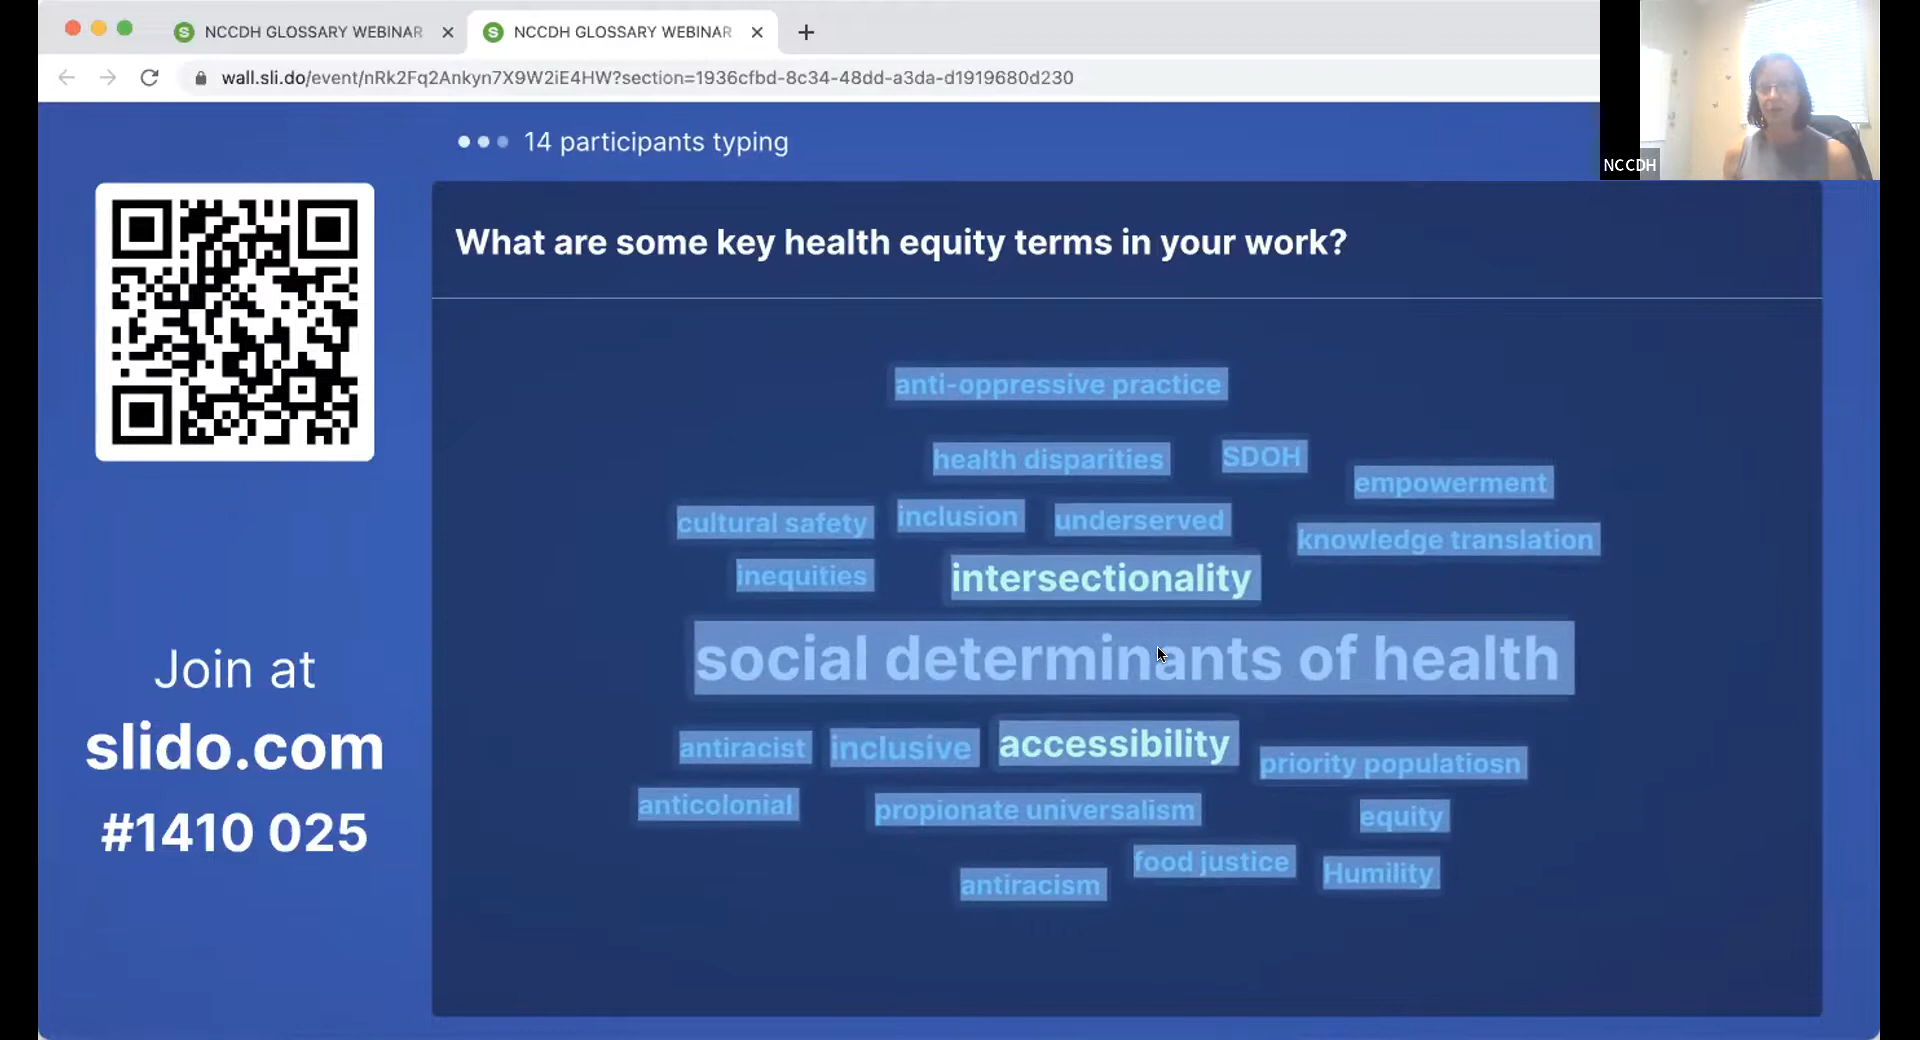 NCCDH GLOSSARY WEBINAR
NCCDH GLOSSARY WEBINAR
wall.sli.do/event/nRk2Fq2Ankyn7X9W2iE4HW?section=1936cfbd-8c34-48dd-a3da-d1919680d230
NCCDH
14 participants typing
What are some key health equity terms in your work?
anti-oppressive practice
health disparities
SDOH
empowerment
cultural safety
inclusion
underserved
knowledge translation
inequities
intersectionality
social determinants of health
antiracist
inclusive
accessibility
priority populatiosn
anticolonial
propionate universalism
equity
food justice
Humility
antiracism
Join at
slido.com
#1410 025